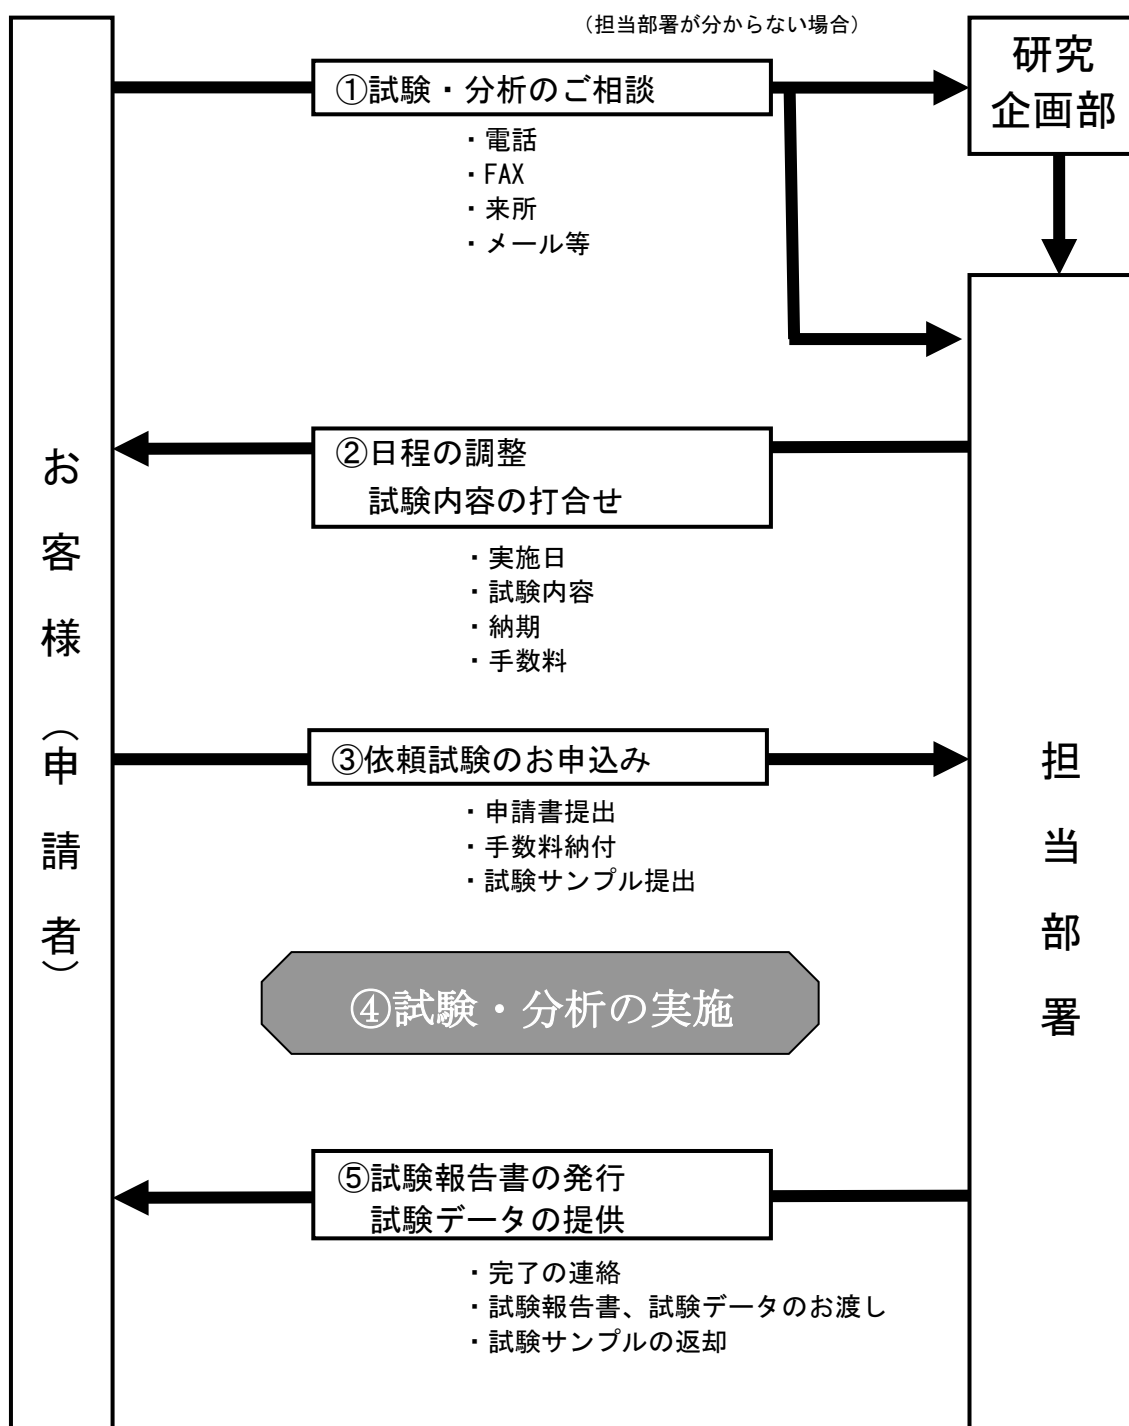 （担当部署が分からない場合）
研究
企画部
①試験・分析のご相談
・電話
・FAX
・来所
・メール等
②日程の調整
試験内容の打合せ
・実施日
・試験内容
・納期
・手数料
③依頼試験のお申込み
・申請書提出
・手数料納付
・試験サンプル提出
④試験・分析の実施
⑤試験報告書の発行
試験データの提供
・完了の連絡
・試験報告書、試験データのお渡し
・試験サンプルの返却
お客様（申請者）
担当部署